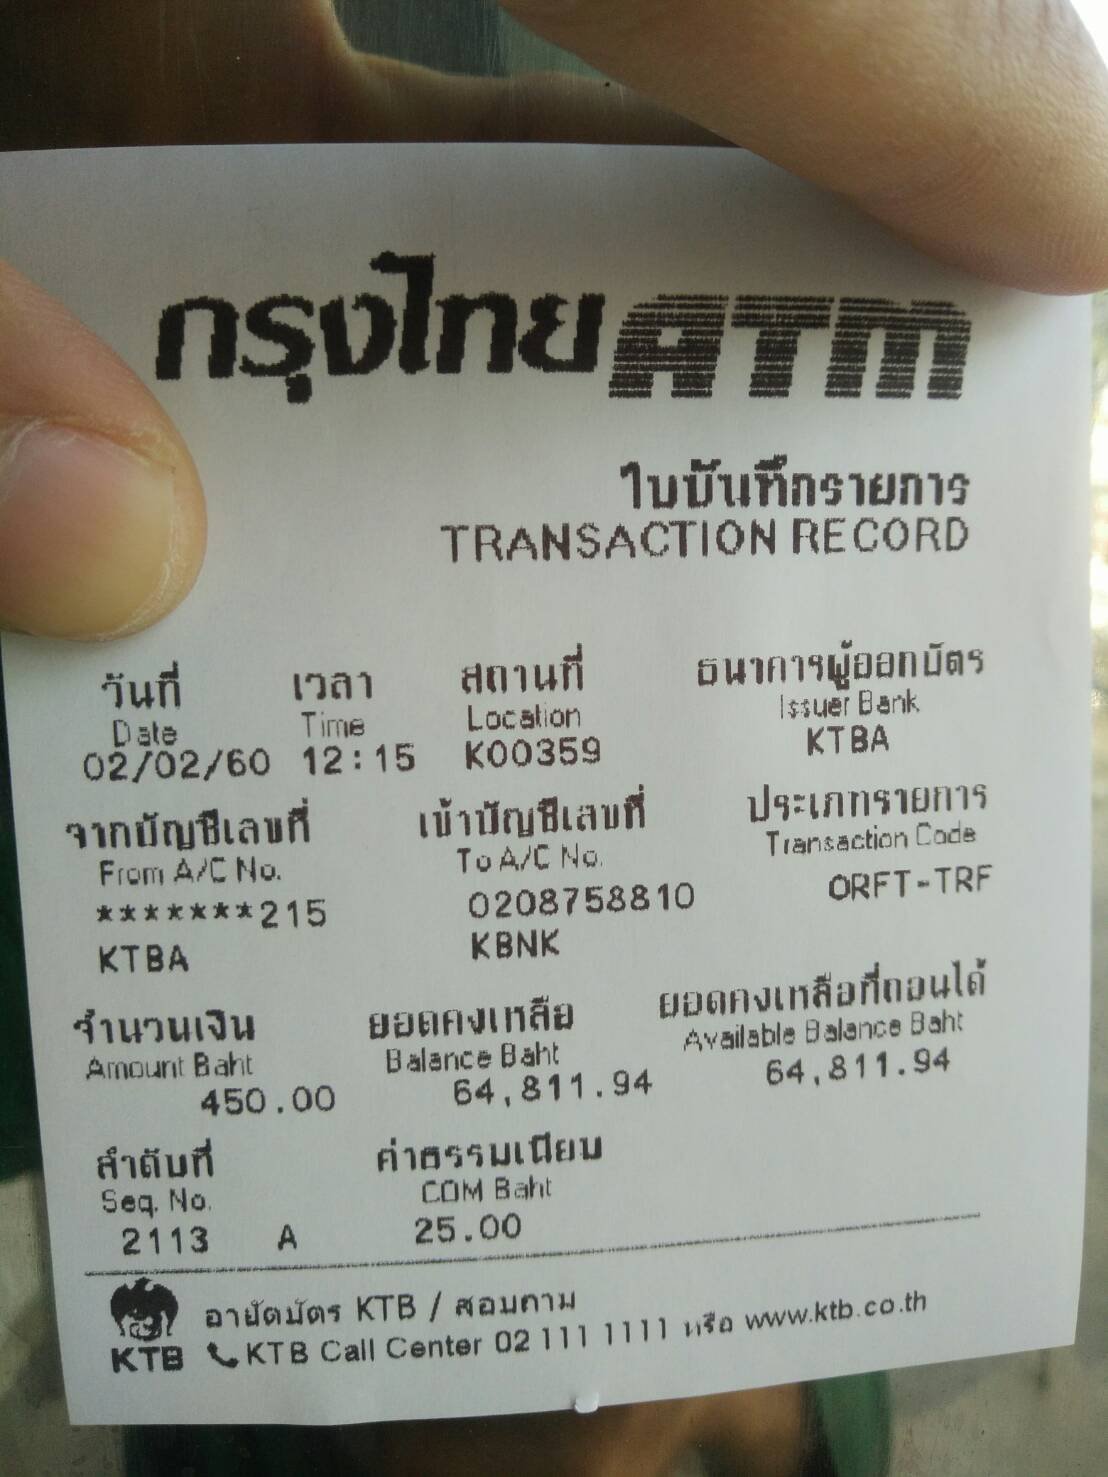 กรุงไทย ATM
ใบบันทึกรายการ
TRANSACTION RECORD
วันที่ เวลา สถานที่ ธนาคารผู้ออกบัตร
Date Time Location Issuer Bank
02/02/60 12:15 K00359 KTBA
จากบัญชีเลขที่ เข้าบัญชีเลขที่ ประเภทรายการ
From A/C No. To A/C No. Transaction Code
*******215 0208758810 ORFT-TRF
KTBA KBNK
จำนวนเงิน ยอดคงเหลือ ยอดคงเหลือที่ถอนได้
Amount Baht Balance Baht Available Balance Baht
450.00 64,811.94 64,811.94
ลำดับที่ ค่าธรรมเนียม
Seq. No. COM Baht
2113 A 25.00
อายัดบัตร KTB / สอบถาม
KTB KTB Call Center 02 111 1111 หรือ www.ktb.co.th